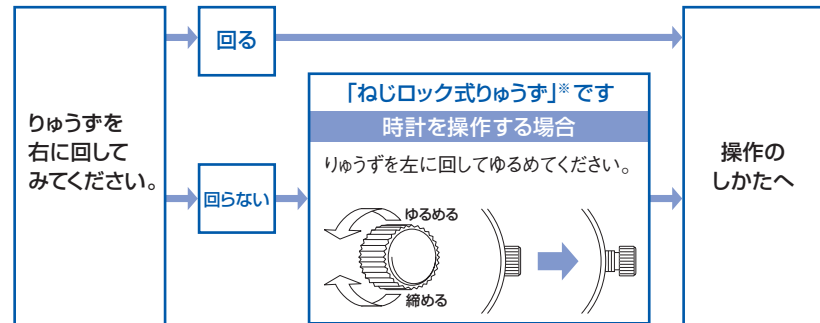 りゅうずを
右に回して
みてください。
回る
回らない
「ねじロック式りゅうず」※です
時計を操作する場合
りゅうずを左に回してゆるめてください。
ゆるめる
締める
操作の
しかたへ